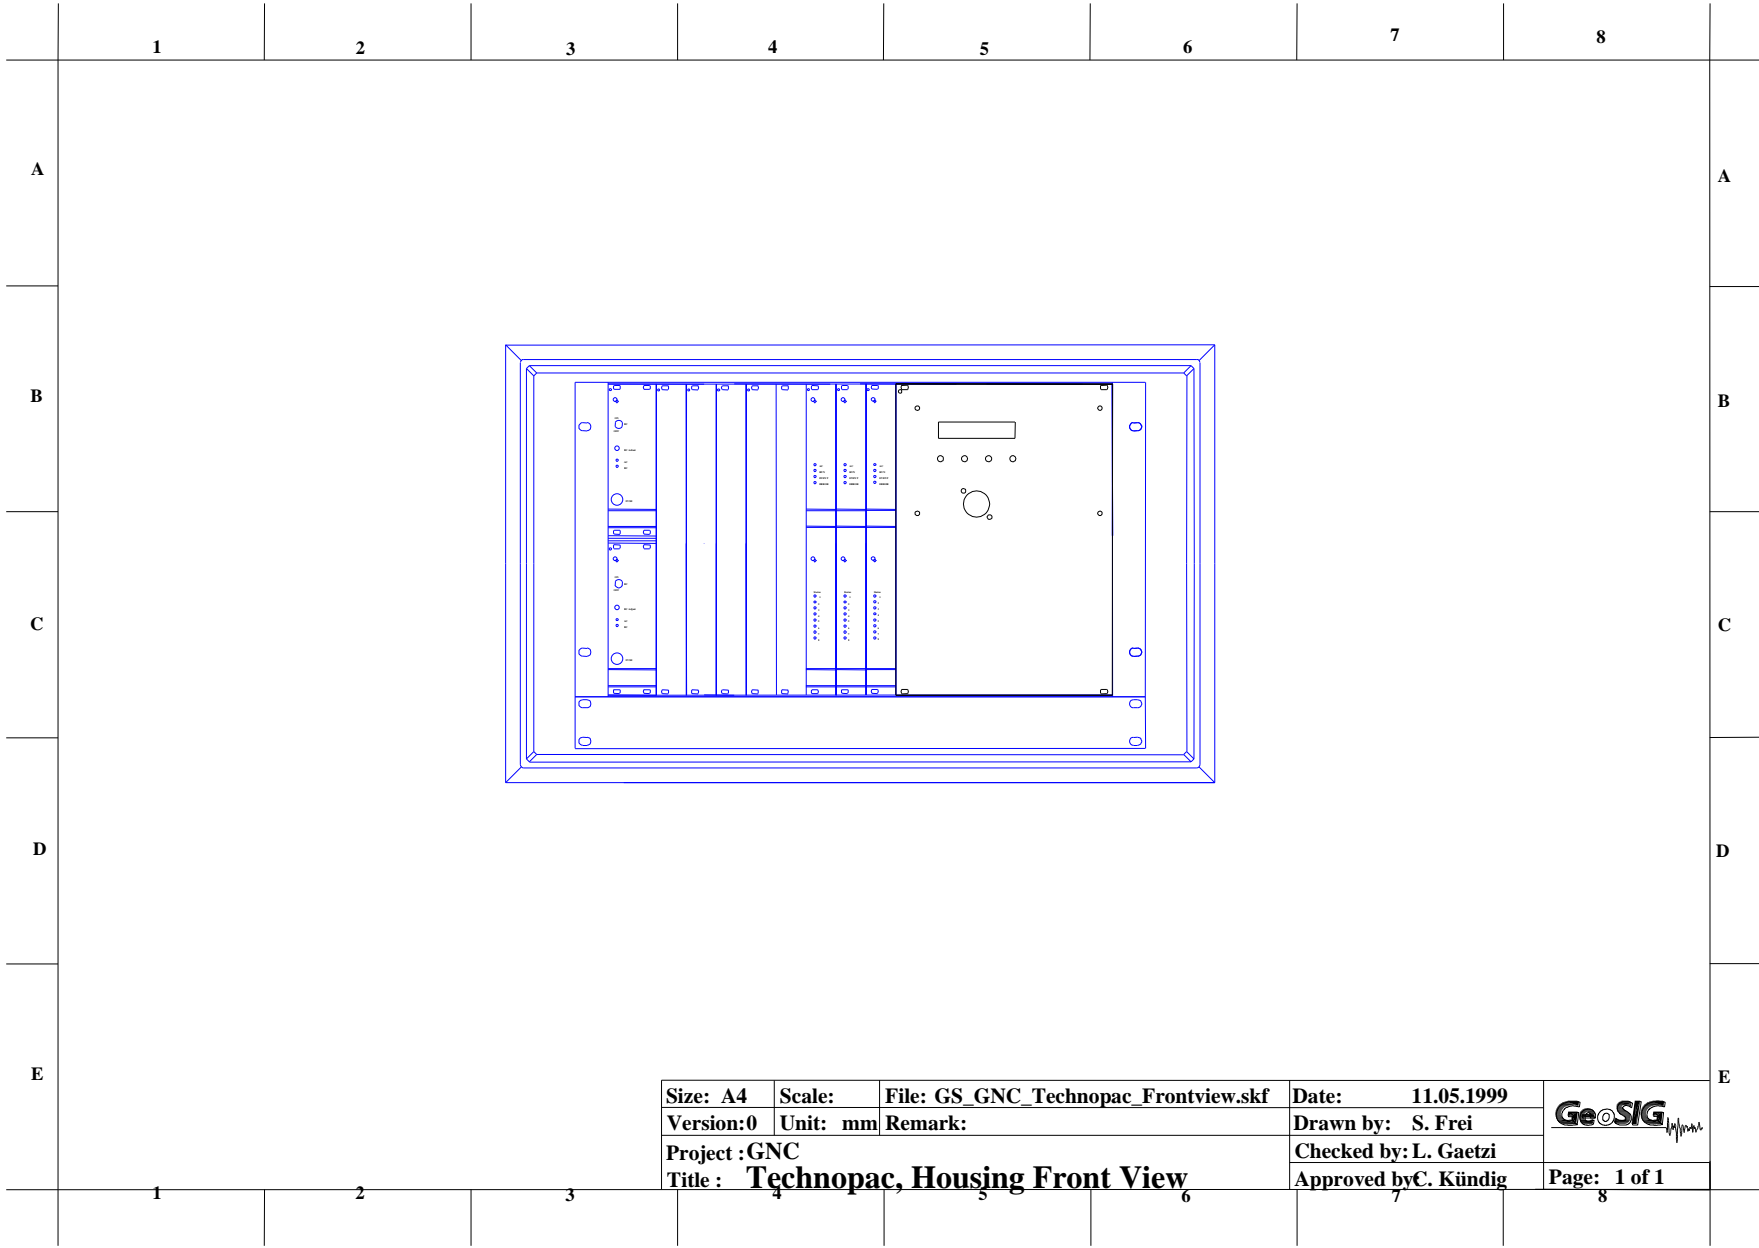 1 2 3 4 5 6 7 8
A A
B B
C C
D D
E E
Size: A4 Scale: File: GS_GNC_Technopac_Frontview.skf Date: 11.05.1999
Version:0 Unit: mm Remark: Drawn by: S. Frei
GeoSIG
Project : GNC Checked by: L. Gaetzi
Title : Technopac, Housing Front View Approved by: C. Kündig Page: 1 of 1
1 2 3 4 5 6 7 8